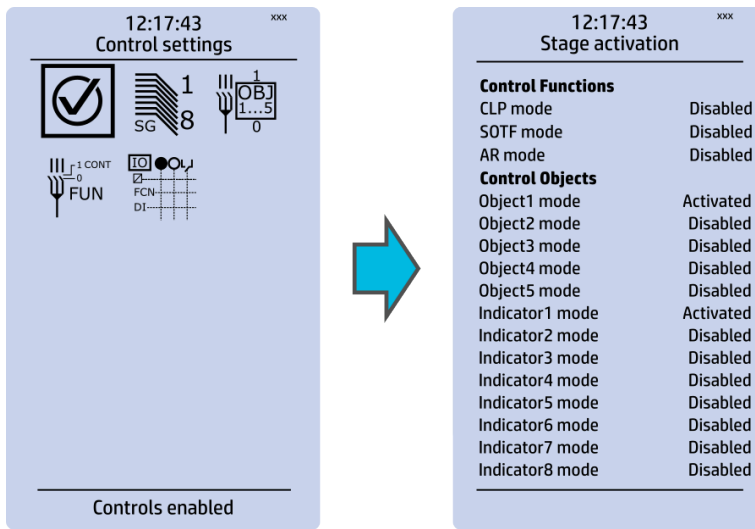 12:17:43
xxx
Control settings
1
SG 8
1
OBJ
1...5
0
1 CONT
0
FUN
IO
FCN
DI
Controls enabled
12:17:43
xxx
Stage activation
Control Functions
CLP mode Disabled
SOTF mode Disabled
AR mode Disabled
Control Objects
Object1 mode Activated
Object2 mode Disabled
Object3 mode Disabled
Object4 mode Disabled
Object5 mode Disabled
Indicator1 mode Activated
Indicator2 mode Disabled
Indicator3 mode Disabled
Indicator4 mode Disabled
Indicator5 mode Disabled
Indicator6 mode Disabled
Indicator7 mode Disabled
Indicator8 mode Disabled